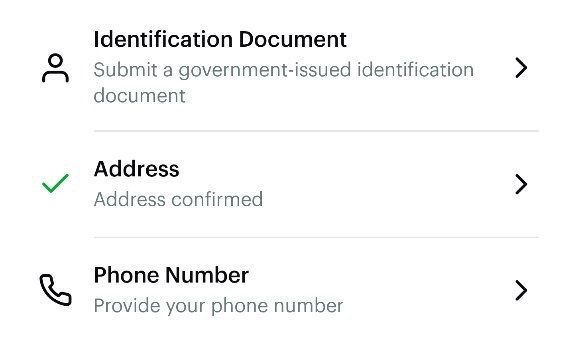 Identification Document
Submit a government-issued identification
document
Address
Address confirmed
Phone Number
Provide your phone number